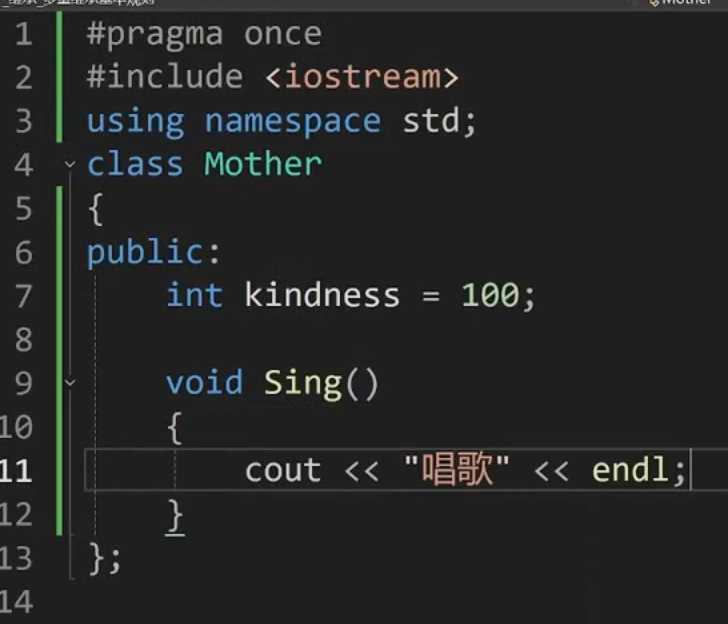 Mother
1 #pragma once
2 #include <iostream>
3 using namespace std;
4 class Mother
5 {
6 public:
7 int kindness = 100;
8
9 void Sing()
10 {
11 cout << "唱歌" << endl;
12 }
13 };
14